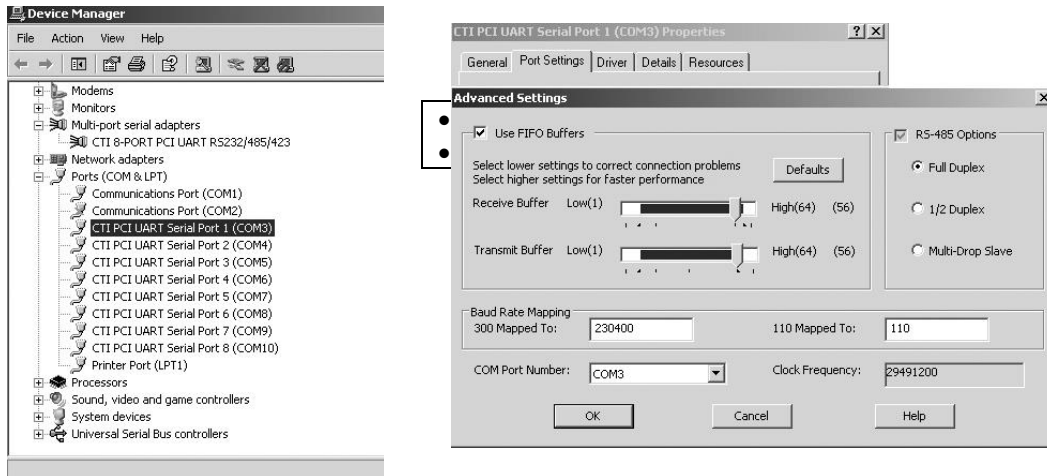 Device Manager
File Action View Help
Modems
Monitors
Multi-port serial adapters
CTI 8-PORT PCI UART RS232/485/423
Network adapters
Ports (COM & LPT)
Communications Port (COM1)
Communications Port (COM2)
CTI PCI UART Serial Port 1 (COM3)
CTI PCI UART Serial Port 2 (COM4)
CTI PCI UART Serial Port 3 (COM5)
CTI PCI UART Serial Port 4 (COM6)
CTI PCI UART Serial Port 5 (COM7)
CTI PCI UART Serial Port 6 (COM8)
CTI PCI UART Serial Port 7 (COM9)
CTI PCI UART Serial Port 8 (COM10)
Printer Port (LPT1)
Processors
Sound, video and game controllers
System devices
Universal Serial Bus controllers
CTI PCI UART Serial Port 1 (COM3) Properties
General Port Settings Driver Details Resources
Advanced Settings
Use FIFO Buffers
RS-485 Options
Select lower settings to correct connection problems
Select higher settings for faster performance
Defaults
Full Duplex
Receive Buffer Low(1) High(64) (56)
1/2 Duplex
Transmit Buffer Low(1) High(64) (56)
Multi-Drop Slave
Baud Rate Mapping
300 Mapped To: 230400 110 Mapped To: 110
COM Port Number: COM3 Clock Frequency: 29491200
OK Cancel Help